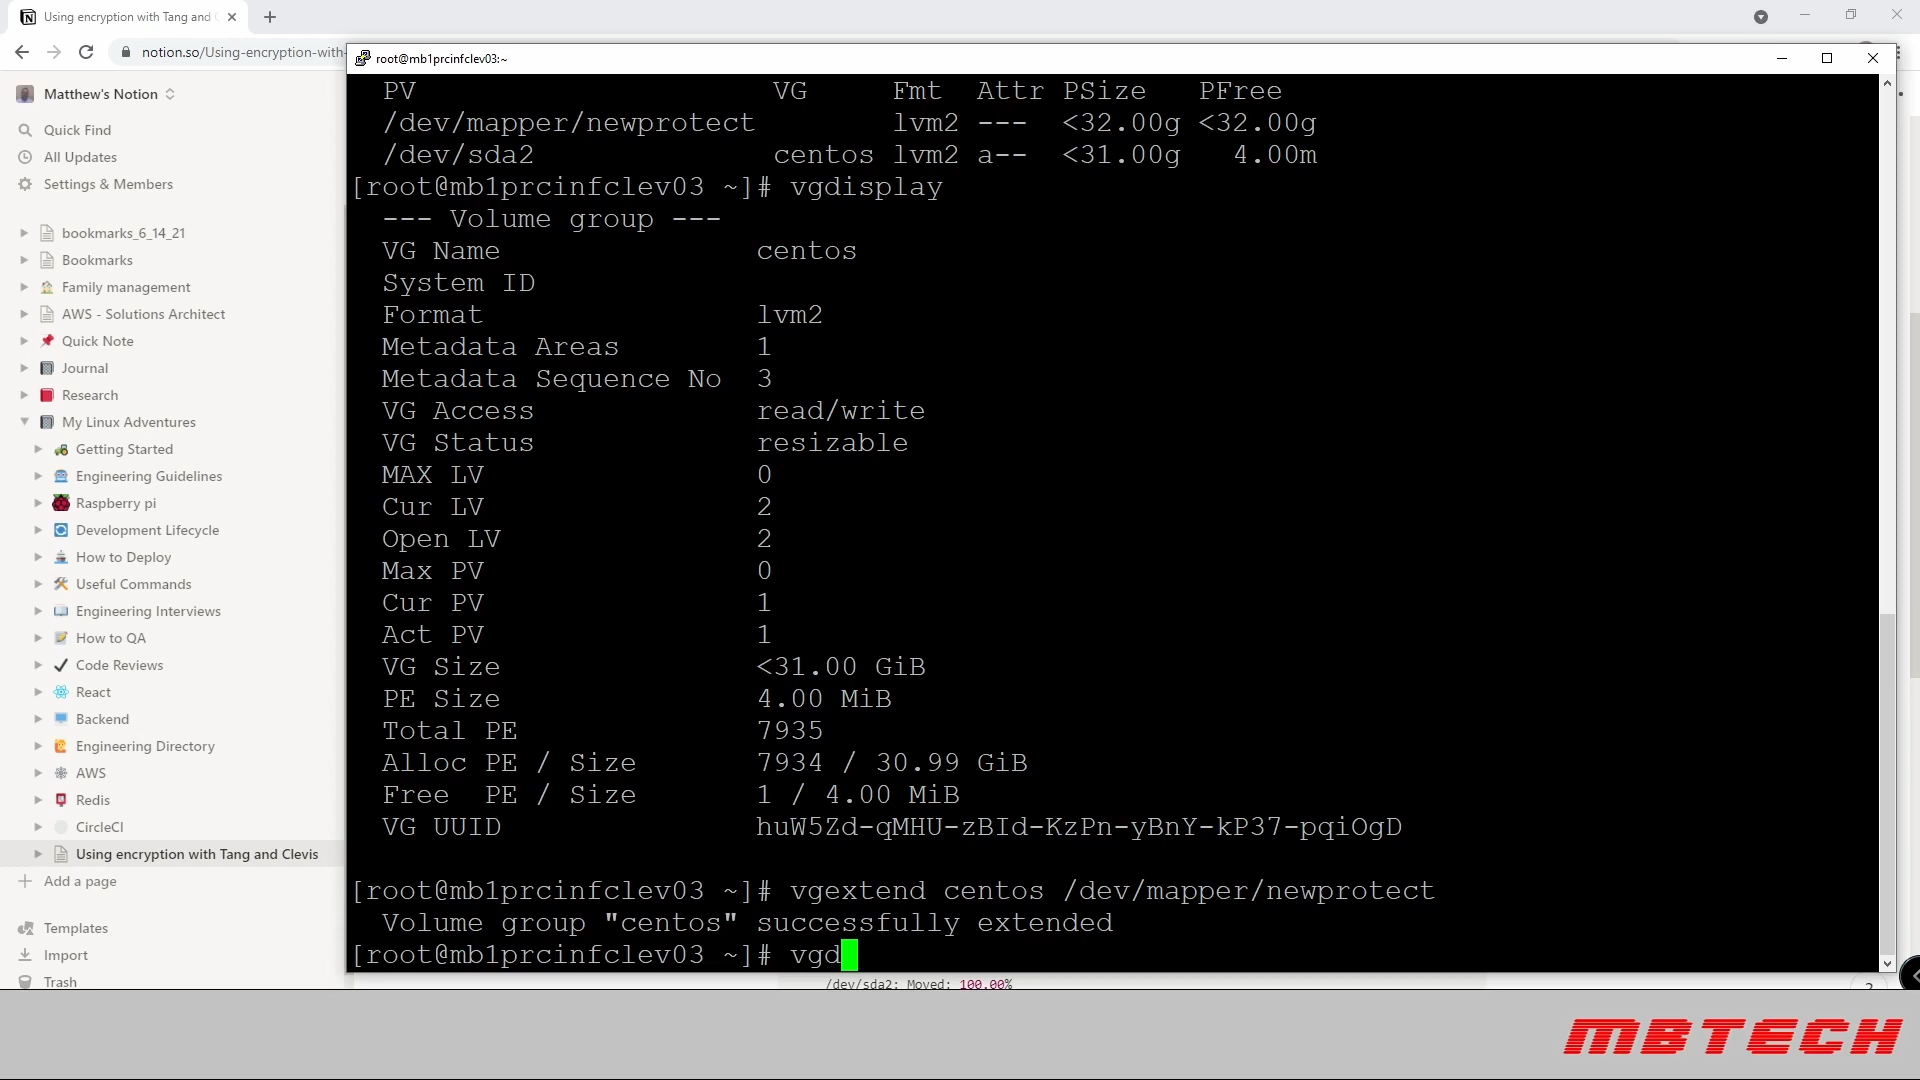 Using encryption with Tang and C
notion.so/Using-encryption-with-
root@mb1prcinfclev03:~
Matthew's Notion
Quick Find
All Updates
Settings & Members
bookmarks_6_14_21
Bookmarks
Family management
AWS - Solutions Architect
Quick Note
Journal
Research
My Linux Adventures
Getting Started
Engineering Guidelines
Raspberry pi
Development Lifecycle
How to Deploy
Useful Commands
Engineering Interviews
How to QA
Code Reviews
React
Backend
Engineering Directory
AWS
Redis
CircleCI
Using encryption with Tang and Clevis
Add a page
Templates
Import
Trash
PV VG Fmt Attr PSize PFree
/dev/mapper/newprotect lvm2 --- <32.00g <32.00g
/dev/sda2 centos lvm2 a-- <31.00g 4.00m
[root@mb1prcinfclev03 ~]# vgdisplay
--- Volume group ---
VG Name centos
System ID
Format lvm2
Metadata Areas 1
Metadata Sequence No 3
VG Access read/write
VG Status resizable
MAX LV 0
Cur LV 2
Open LV 2
Max PV 0
Cur PV 1
Act PV 1
VG Size <31.00 GiB
PE Size 4.00 MiB
Total PE 7935
Alloc PE / Size 7934 / 30.99 GiB
Free PE / Size 1 / 4.00 MiB
VG UUID huW5Zd-qMHU-zBId-KzPn-yBnY-kP37-pqiOgD
[root@mb1prcinfclev03 ~]# vgextend centos /dev/mapper/newprotect
Volume group "centos" successfully extended
[root@mb1prcinfclev03 ~]# vgd
/dev/sda2: Moved: 100.00%
MBTECH